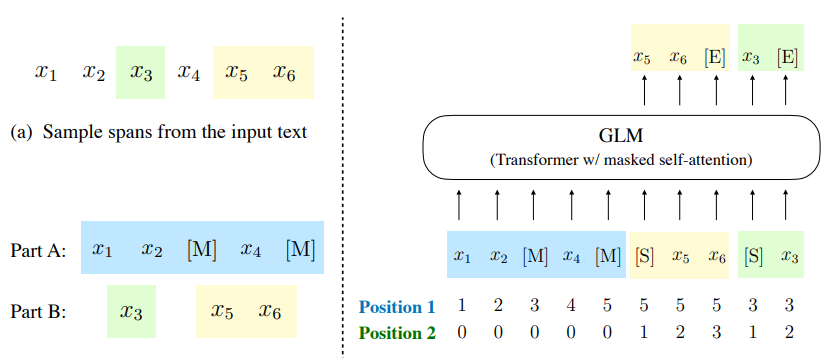 x1 x2 x3 x4 x5 x6
(a) Sample spans from the input text
Part A: x1 x2 [M] x4 [M]
Part B: x3 x5 x6
x5 x6 [E] x3 [E]
GLM
(Transformer w/ masked self-attention)
x1 x2 [M] x4 [M] [S] x5 x6 [S] x3
Position 1 1 2 3 4 5 5 5 5 3 3
Position 2 0 0 0 0 0 1 2 3 1 2